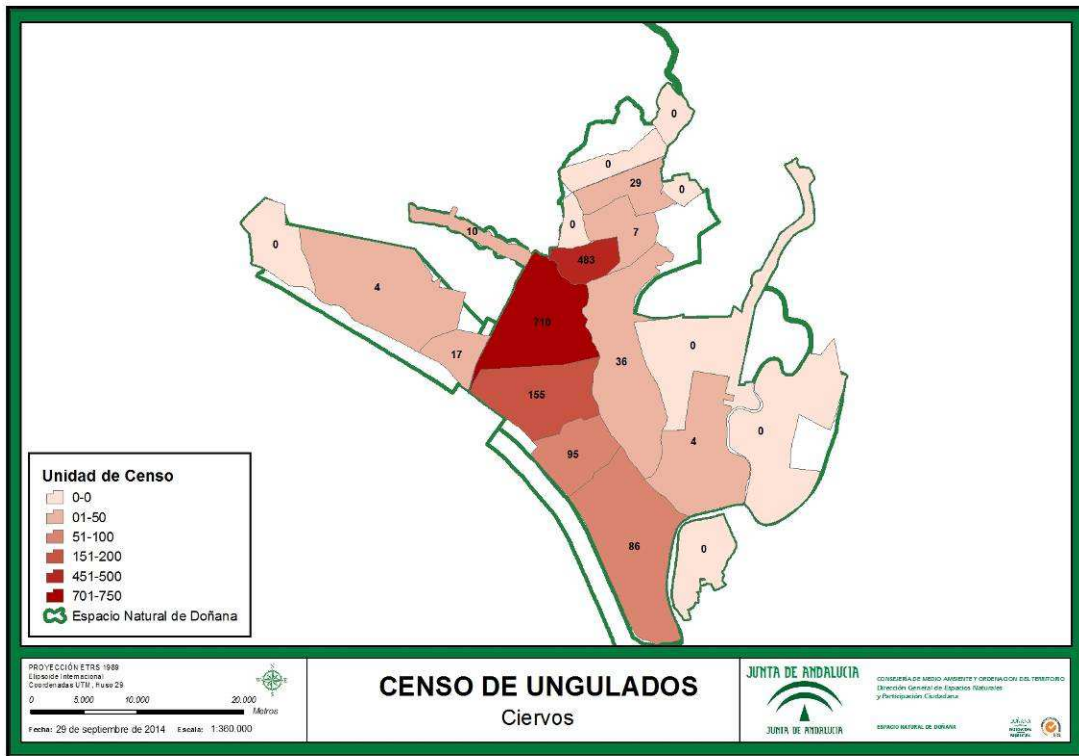 0
0
29
0
0
7
10
0
483
4
710
17
36
0
155
4
0
95
86
0
Unidad de Censo
0-0
01-50
51-100
151-200
451-500
701-750
Espacio Natural de Doñana
PROYECCIÓN ETRS 1989
Elipsoide Internacional
Coordenadas UTM, Huso 29
0 5.000 10.000 20.000
Metros
Fecha: 29 de septiembre de 2014 Escala: 1:360.000
CENSO DE UNGULADOS
Ciervos
JUNTA DE ANDALUCIA
JUNTA DE ANDALUCIA
CONSEJERIA DE MEDIO AMBIENTE Y ORDENACION DEL TERRITORIO
Dirección General de Espacios Naturales
y Participación Ciudadana
ESPACIO NATURAL DE DOÑANA